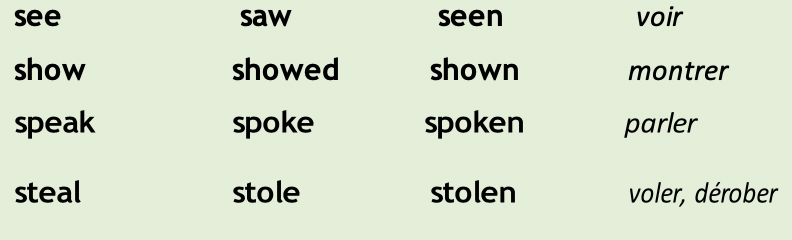 see saw seen voir
show showed shown montrer
speak spoke spoken parler
steal stole stolen voler, dérober